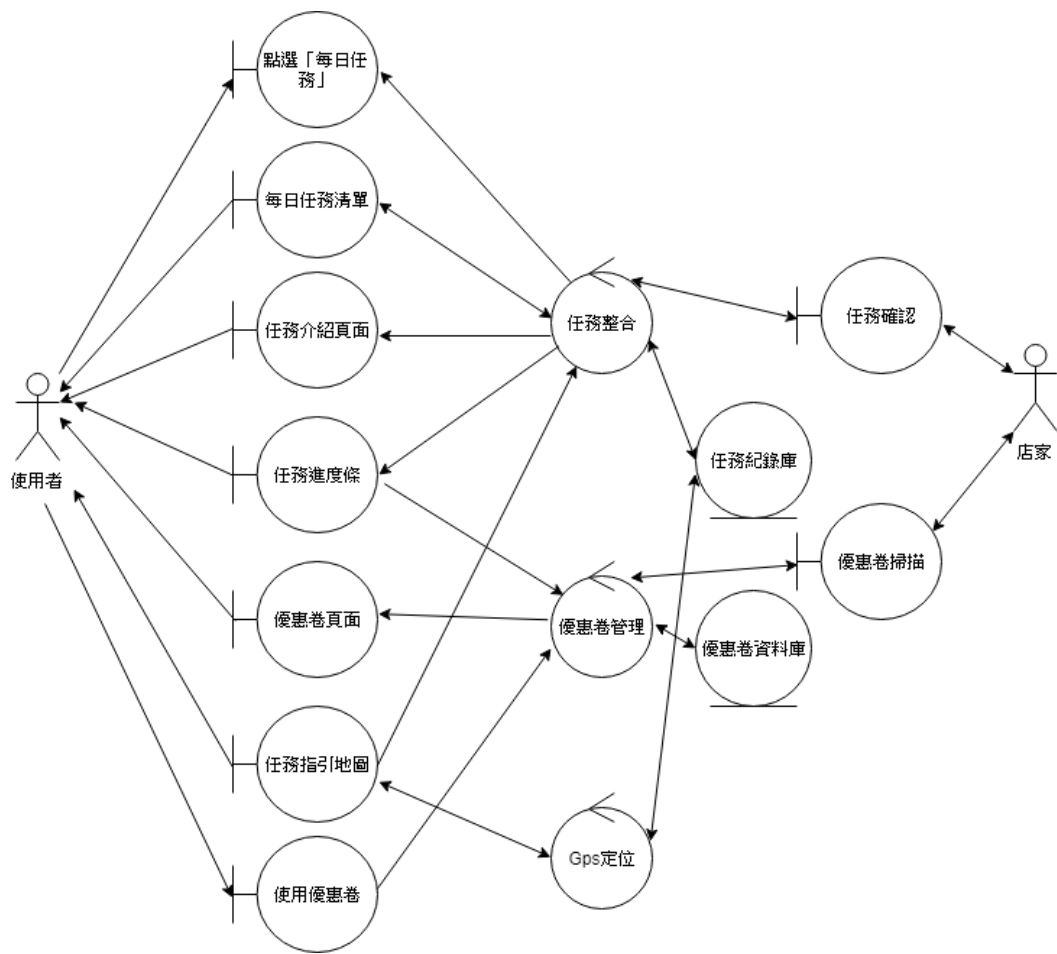 點選「每日任
務」
每日任務清單
任務介紹頁面
任務整合
任務確認
使用者
任務進度條
任務紀錄庫
店家
優惠卷頁面
優惠卷管理
優惠卷掃描
優惠卷資料庫
任務指引地圖
Gps定位
使用優惠卷